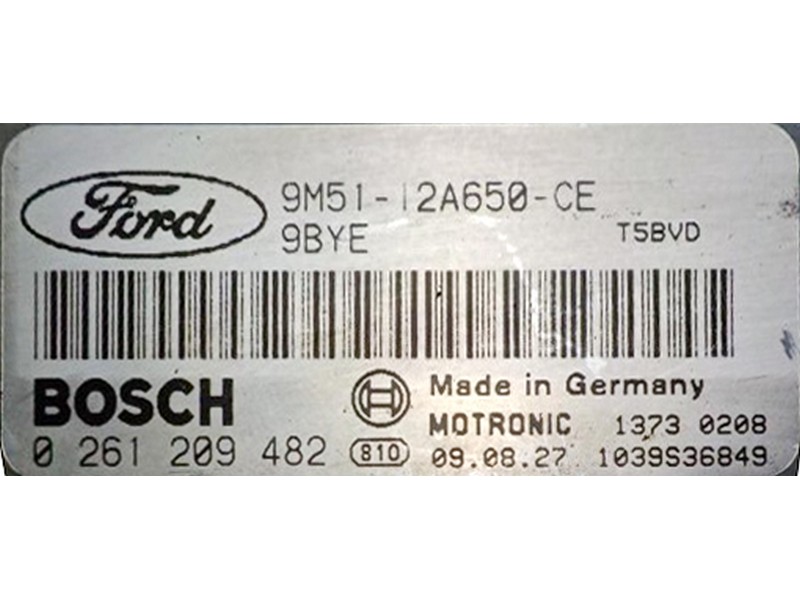 Ford
9M51-12A650-CE
9BYE T5BVD
BOSCH Made in Germany
MOTRONIC 1373 0208
0 261 209 482 810 09.08.27 1039S36849